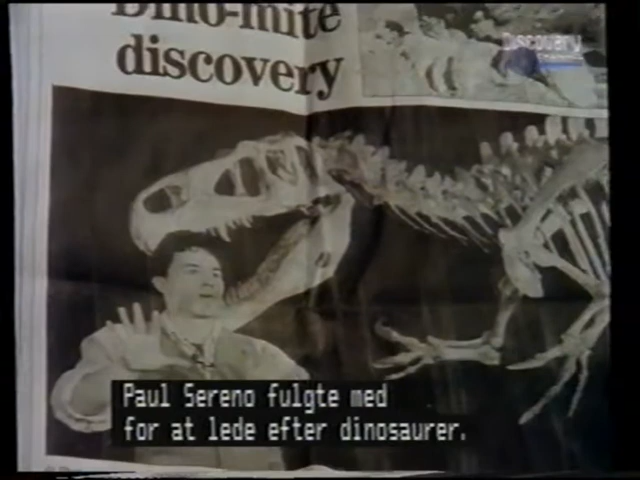 Dino-mite
discovery
Discovery
Paul Sereno fulgte med
for at lede efter dinosaurer.